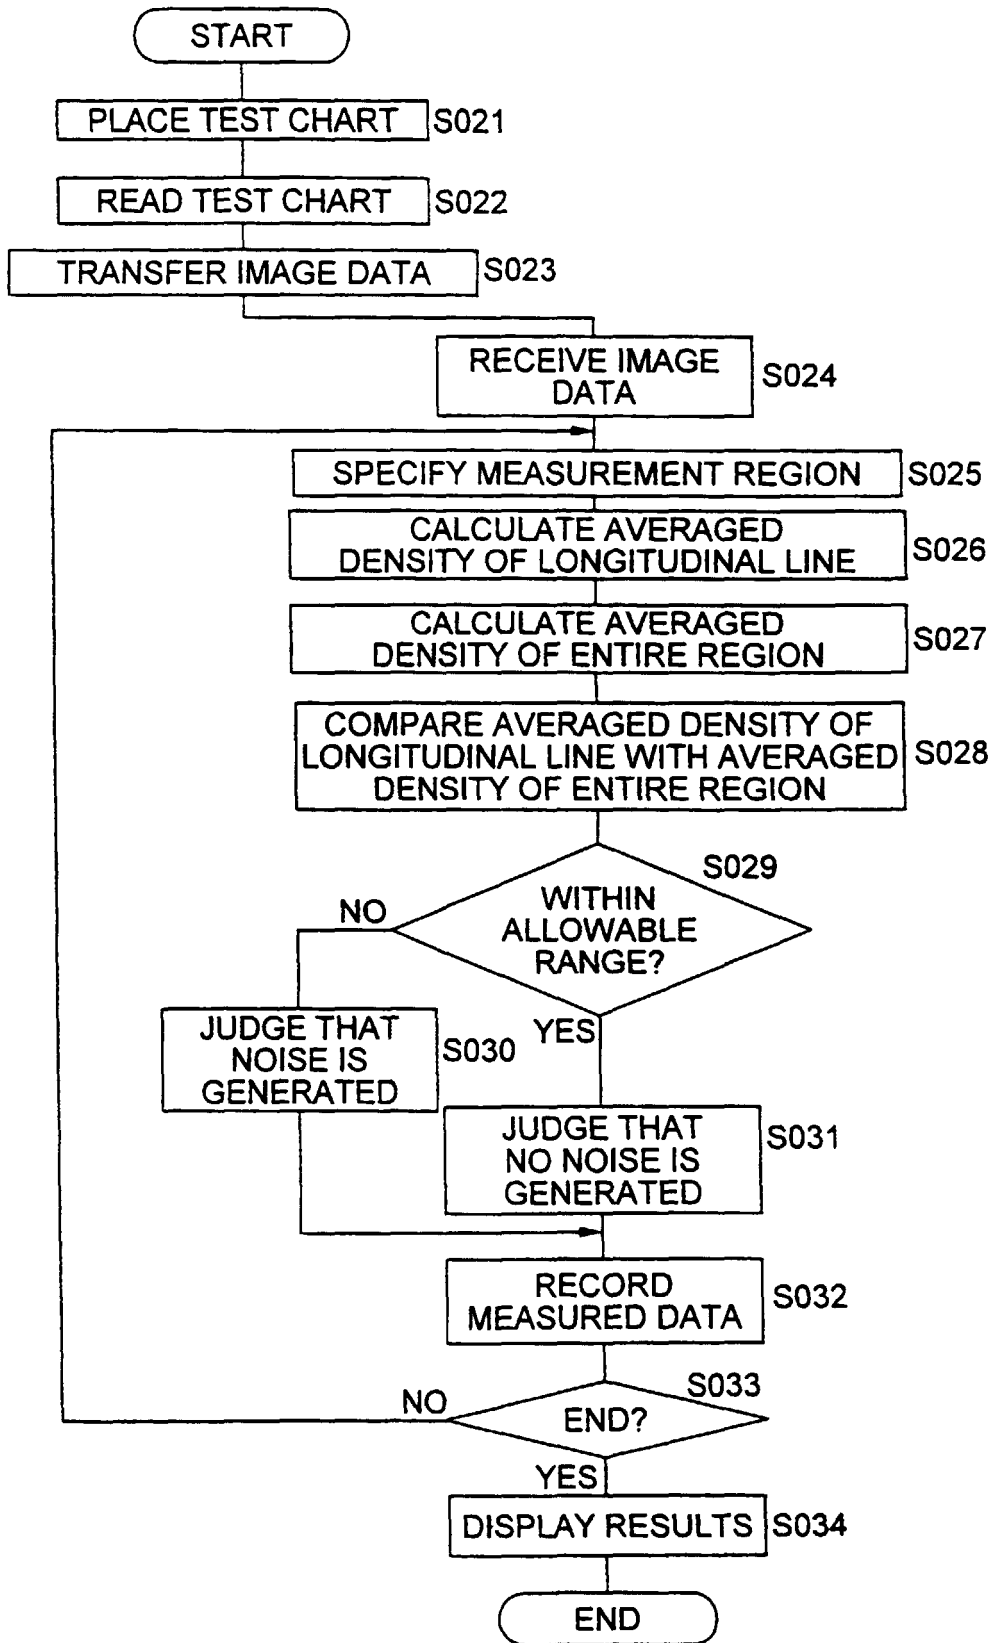 START
PLACE TEST CHART S021
READ TEST CHART S022
TRANSFER IMAGE DATA S023
RECEIVE IMAGE
DATA
S024
SPECIFY MEASUREMENT REGION S025
CALCULATE AVERAGED
DENSITY OF LONGITUDINAL LINE
S026
CALCULATE AVERAGED
DENSITY OF ENTIRE REGION
S027
COMPARE AVERAGED DENSITY OF
LONGITUDINAL LINE WITH AVERAGED
DENSITY OF ENTIRE REGION
S028
S029
WITHIN
ALLOWABLE
RANGE?
NO
YES
JUDGE THAT
NOISE IS
GENERATED
S030
JUDGE THAT
NO NOISE IS
GENERATED
S031
RECORD
MEASURED DATA
S032
S033
END?
NO
YES
DISPLAY RESULTS S034
END